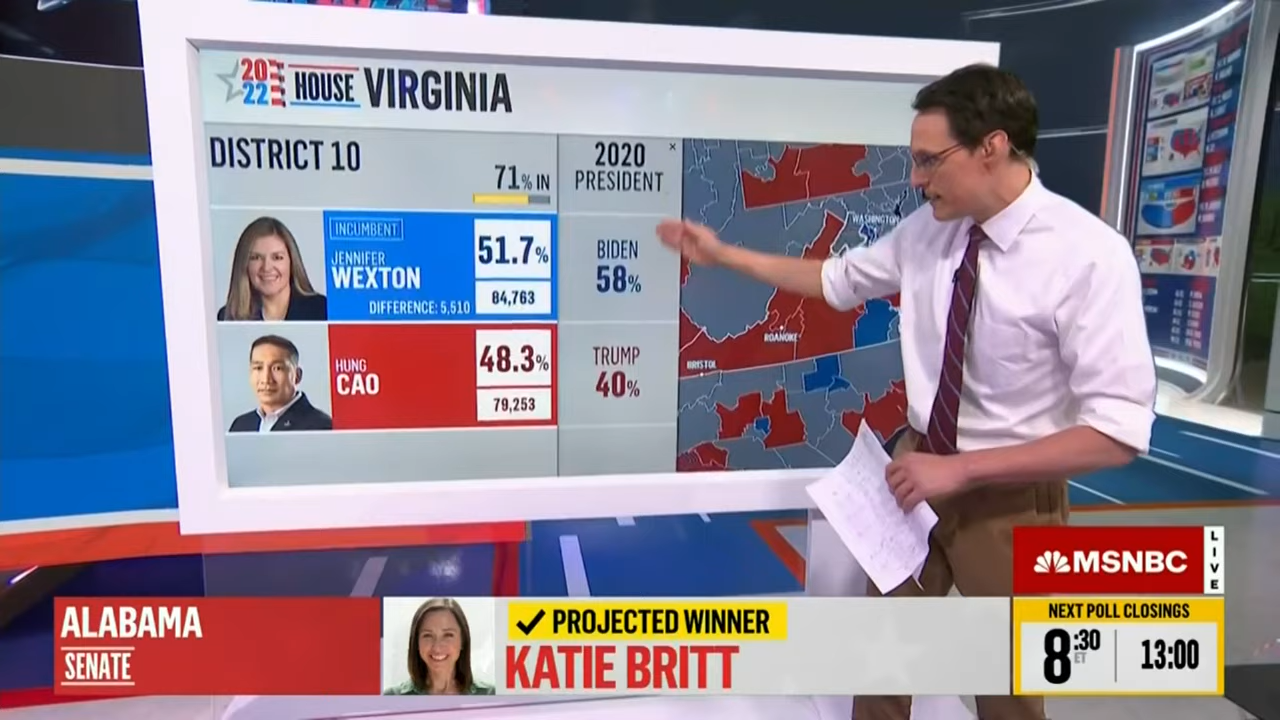 2022 HOUSE VIRGINIA
DISTRICT 10
71% IN
INCUMBENT
JENNIFER
WEXTON
DIFFERENCE: 5,510
51.7%
84,763
HUNG
CAO
48.3%
79,253
2020
PRESIDENT
×
BIDEN
58%
TRUMP
40%
WASHINGTON
ROANOKE
BRISTOL
MSNBC
LIVE
ALABAMA
SENATE
✓ PROJECTED WINNER
KATIE BRITT
NEXT POLL CLOSINGS
8:30 ET
13:00